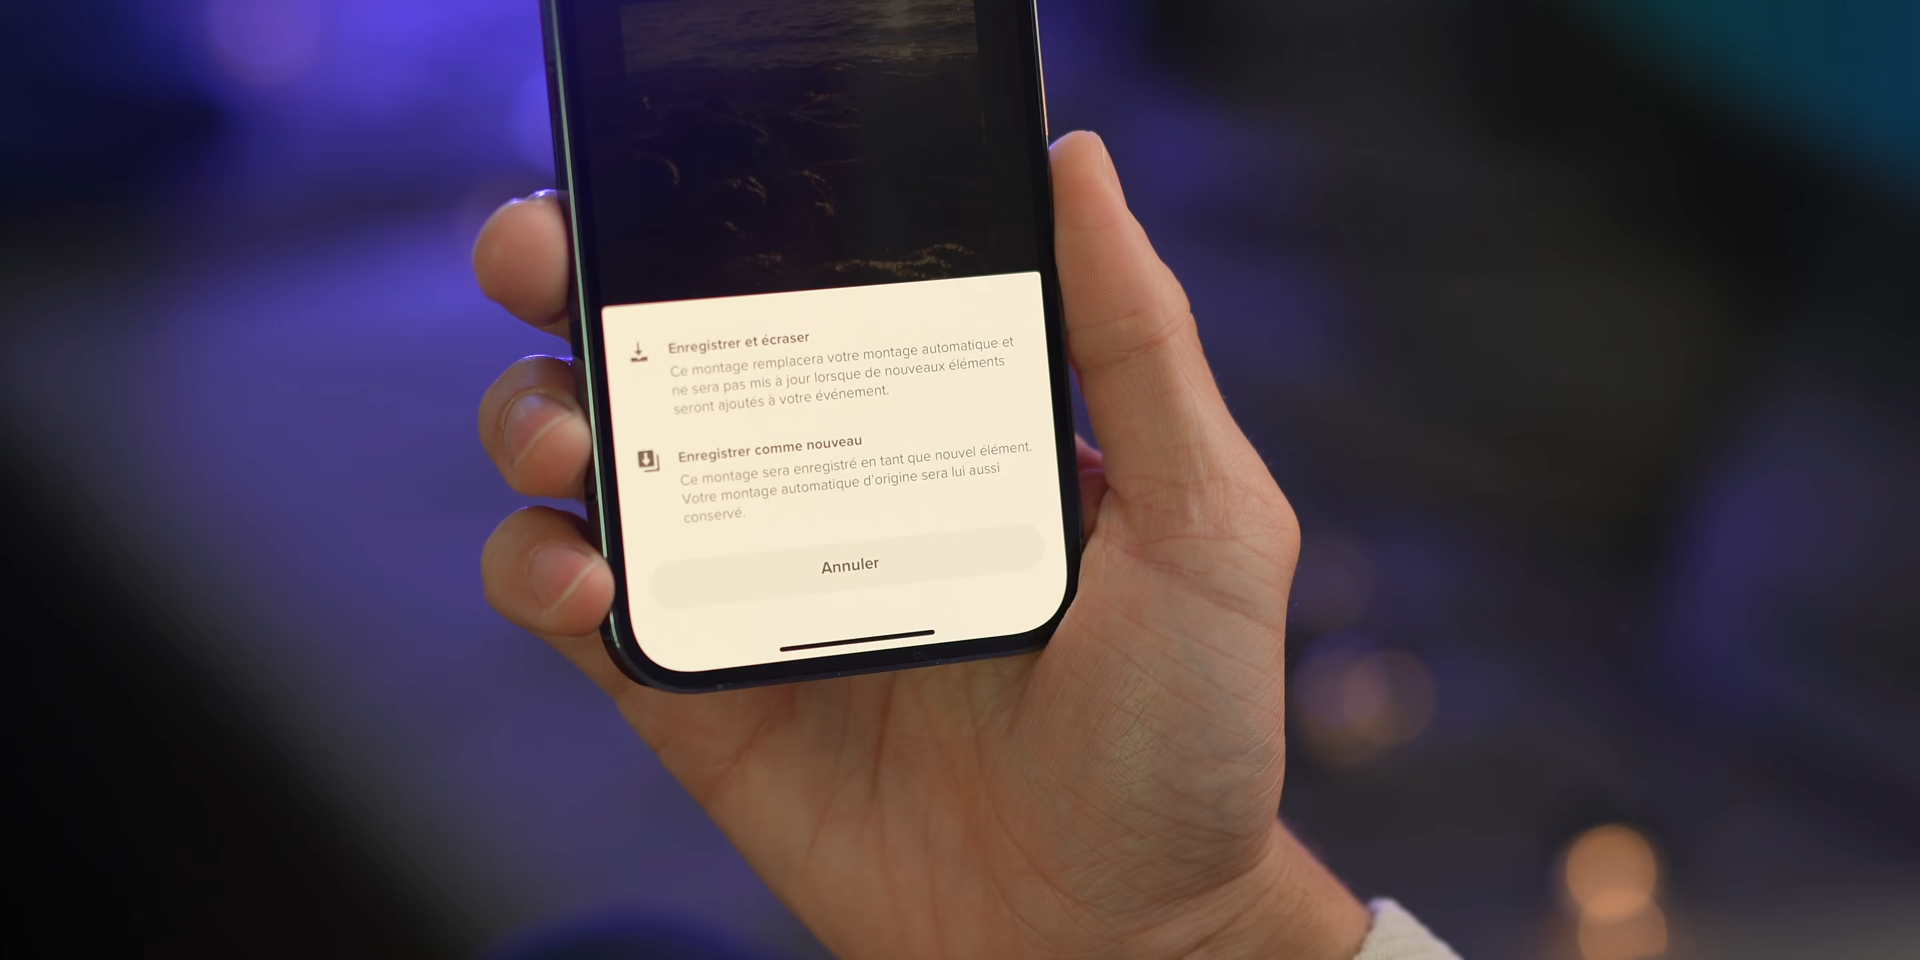 Enregistrer et écraser
Ce montage remplacera votre montage automatique et
ne sera pas mis à jour lorsque de nouveaux éléments
seront ajoutés à votre événement.
Enregistrer comme nouveau
Ce montage sera enregistré en tant que nouvel élément.
Votre montage automatique d'origine sera lui aussi
conservé.
Annuler